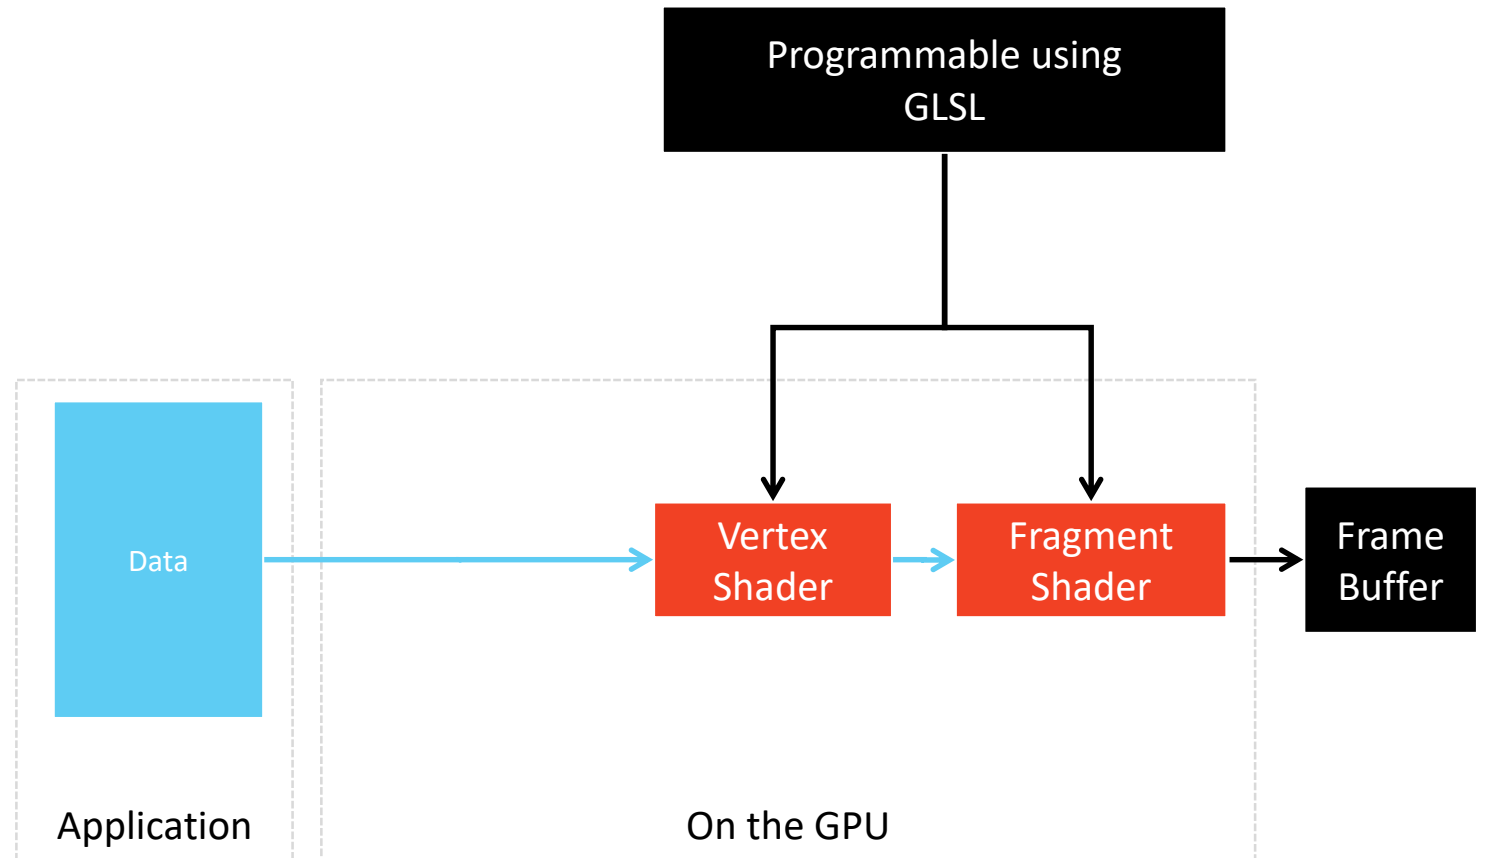 Programmable using
GLSL
Data
Vertex
Shader
Fragment
Shader
Frame
Buffer
Application
On the GPU